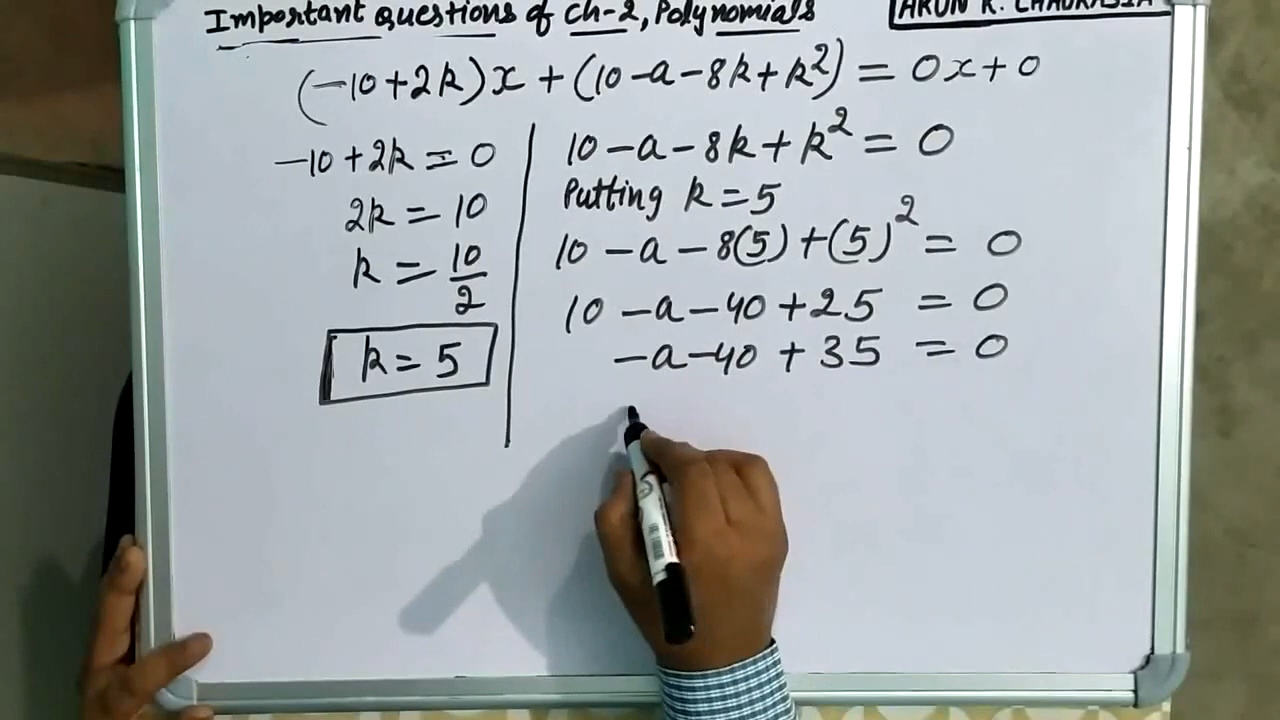 Important questions of ch-2, Polynomials
ARUN K. CHAURASIA
(-10+2k)x + (10-a-8k+k²) = 0x+0
-10+2k = 0
2k = 10
k = 10/2
k = 5
10-a-8k+k² = 0
Putting k=5
10-a-8(5)+(5)² = 0
10-a-40+25 = 0
-a-40+35 = 0